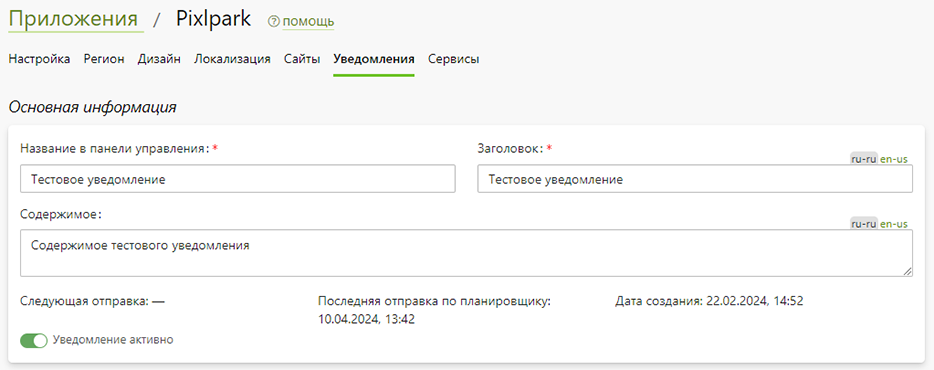 Приложения / Pixlpark ? помощь
Настройка Регион Дизайн Локализация Сайты Уведомления Сервисы
Основная информация
Название в панели управления: * Заголовок: *
ru-ru en-us
Тестовое уведомление Тестовое уведомление
Содержимое:
ru-ru en-us
Содержимое тестового уведомления
Следующая отправка: — Последняя отправка по планировщику: Дата создания: 22.02.2024, 14:52
10.04.2024, 13:42
Уведомление активно